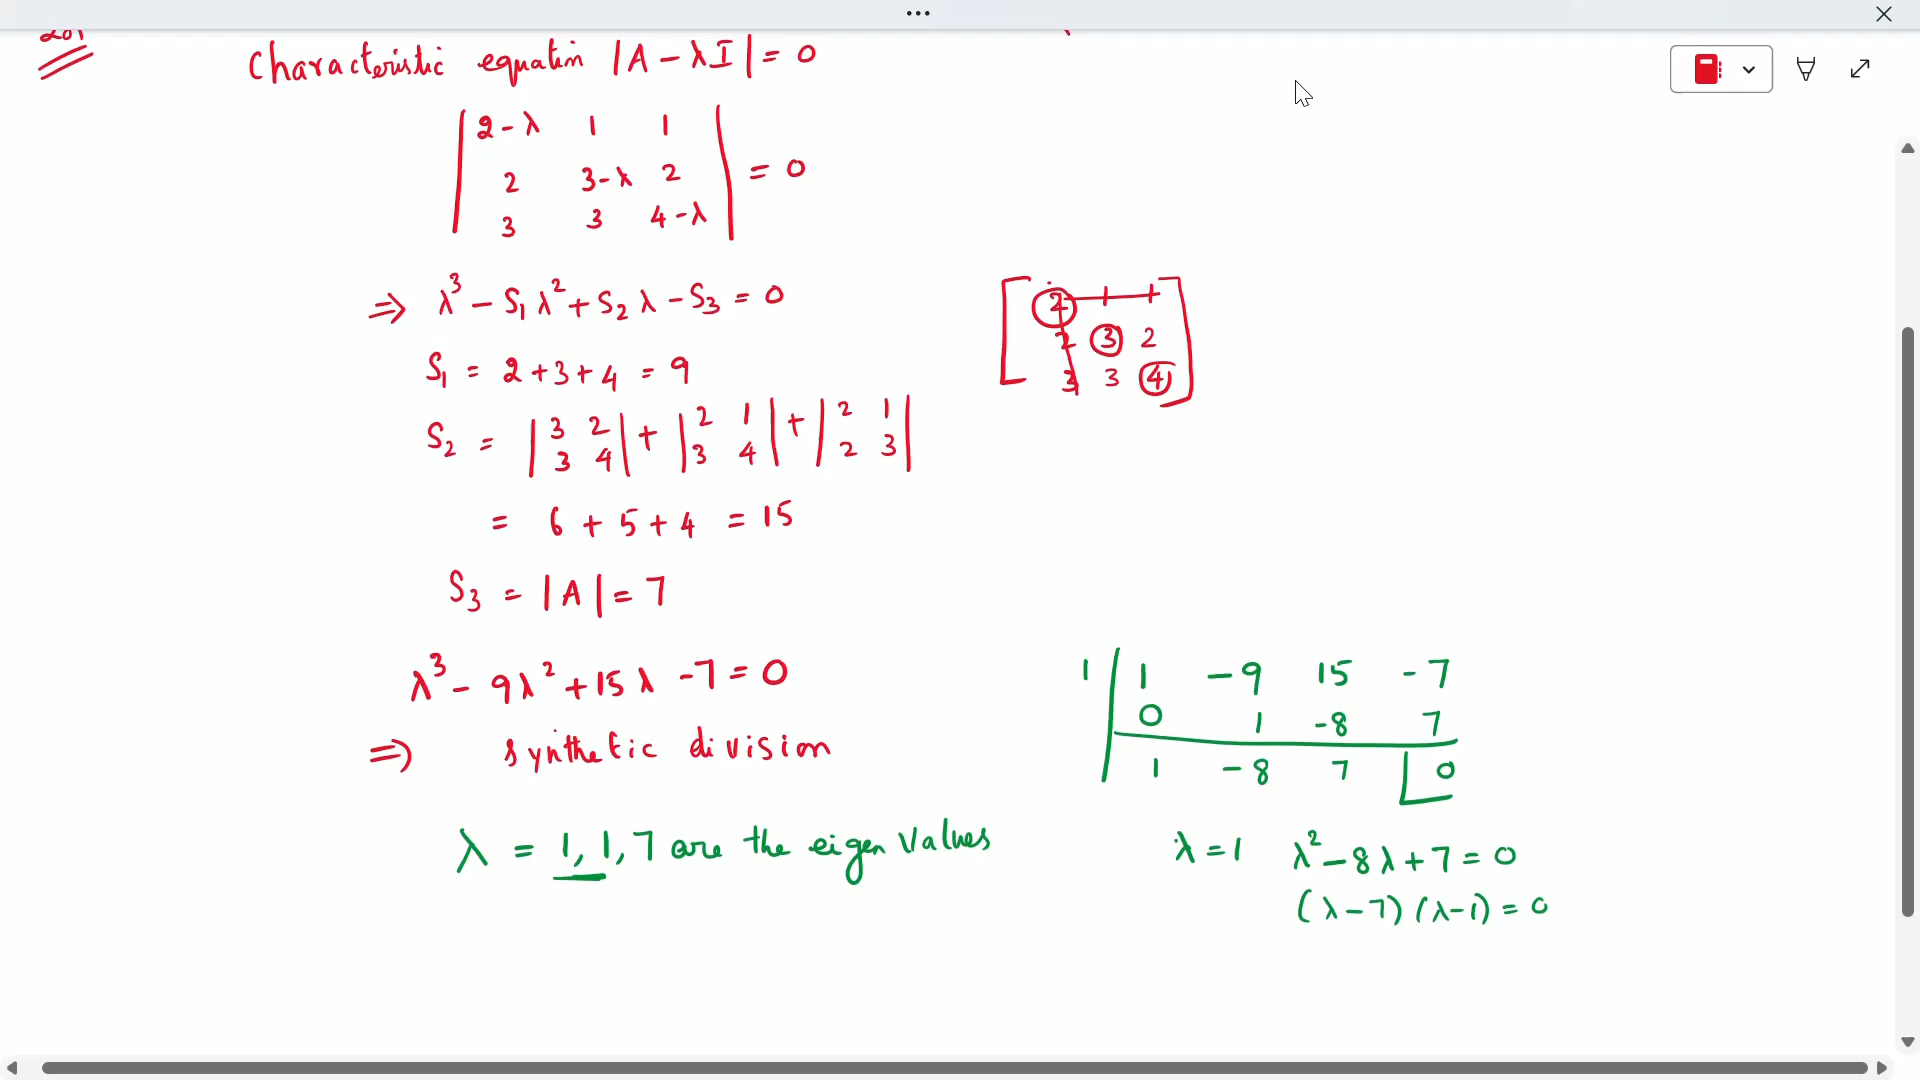 Sol
Characteristic equatin |A - λI| = 0
| 2-λ 1 1 |
| 2 3-λ 2 | = 0
| 3 3 4-λ |
⇒ λ³ - S₁λ² + S₂λ - S₃ = 0
[ 2 1 1
2 3 2
3 3 4 ]
S₁ = 2+3+4 = 9
S₂ = |3 2| + |2 1| + |2 1|
|3 4| |3 4| |2 3|
= 6 + 5 + 4 = 15
S₃ = |A| = 7
λ³ - 9λ² + 15λ - 7 = 0
⇒ synthetic division
1 | 1 -9 15 -7
0 1 -8 7
1 -8 7 |0
λ = 1, 1, 7 are the eigen values
λ = 1 λ² - 8λ + 7 = 0
(λ-7) (λ-1) = 0